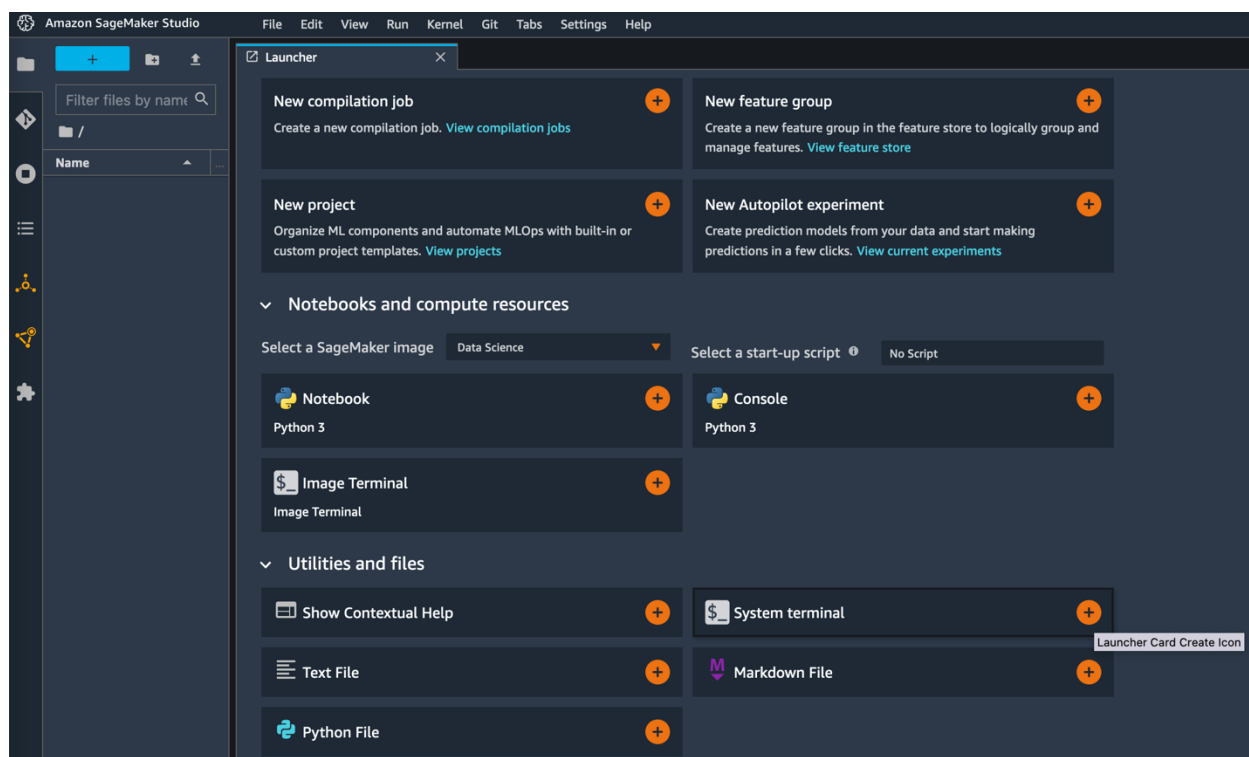 Amazon SageMaker Studio File Edit View Run Kernel Git Tabs Settings Help
Launcher
Filter files by name
/
Name
...
New compilation job
Create a new compilation job. View compilation jobs
New feature group
Create a new feature group in the feature store to logically group and
manage features. View feature store
New project
Organize ML components and automate MLOps with built-in or
custom project templates. View projects
New Autopilot experiment
Create prediction models from your data and start making
predictions in a few clicks. View current experiments
Notebooks and compute resources
Select a SageMaker image Data Science
Select a start-up script No Script
Notebook
Python 3
Console
Python 3
$_ Image Terminal
Image Terminal
Utilities and files
Show Contextual Help
$_ System terminal
Launcher Card Create Icon
Text File
M Markdown File
Python File